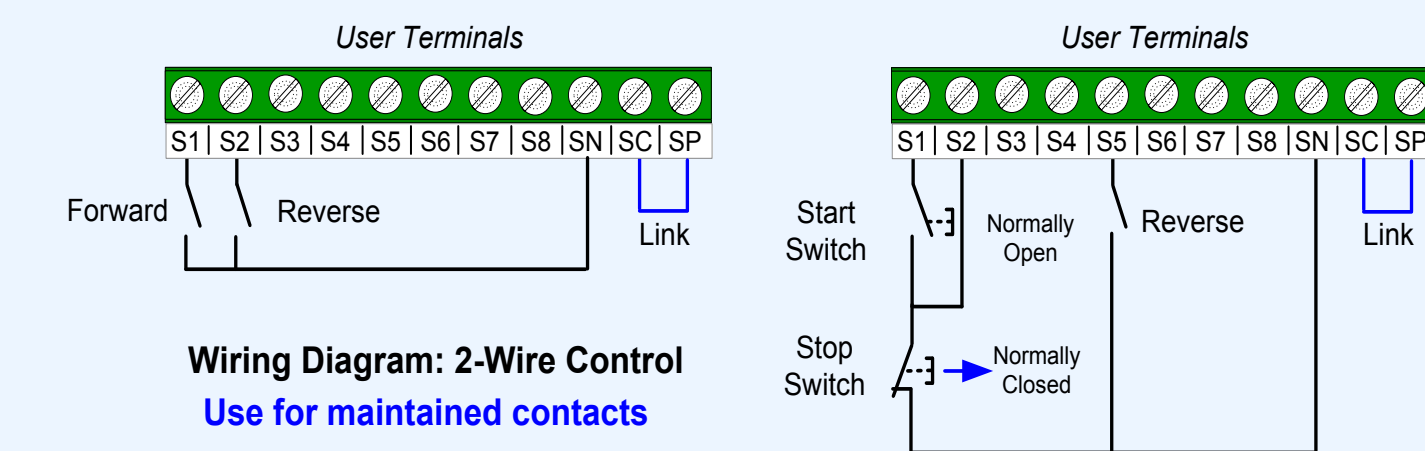 User Terminals
S1 | S2 | S3 | S4 | S5 | S6 | S7 | S8 | SN | SC | SP
Forward
Reverse
Link
Wiring Diagram: 2-Wire Control
Use for maintained contacts
User Terminals
S1 | S2 | S3 | S4 | S5 | S6 | S7 | S8 | SN | SC | SP
Start
Switch
Normally
Open
Reverse
Link
Stop
Switch
Normally
Closed